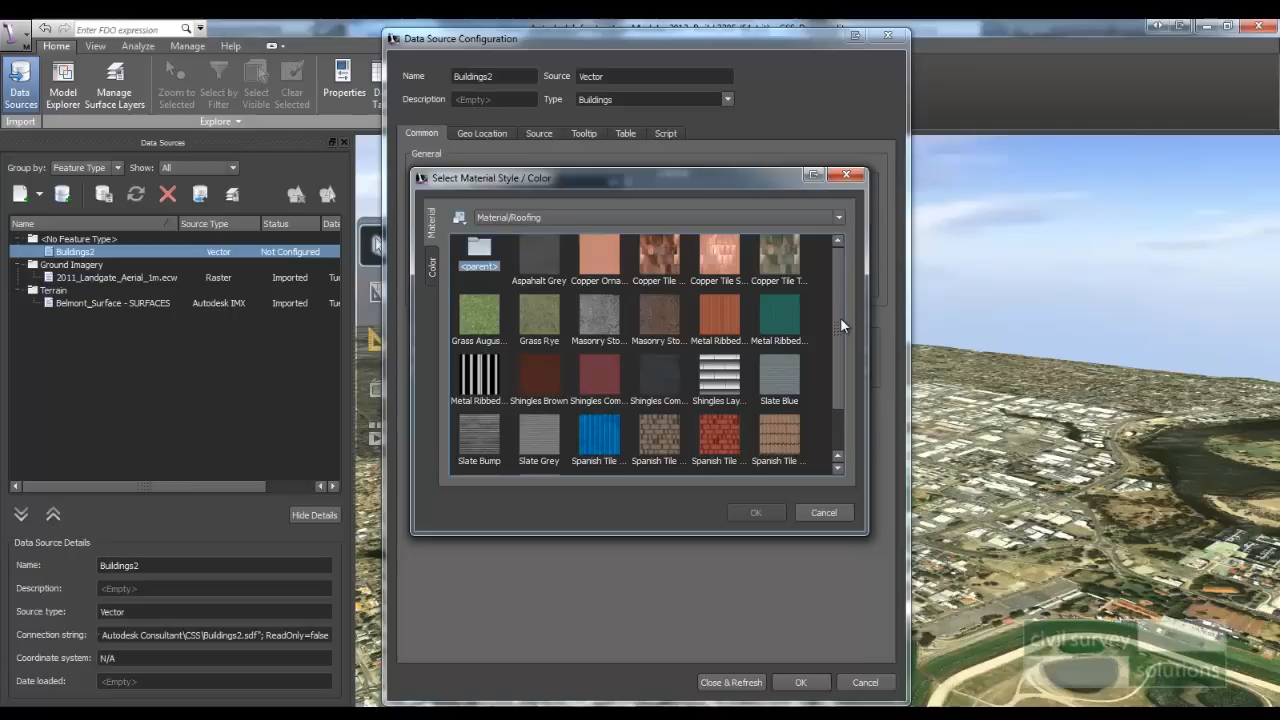 Enter FDO expression
Home View Analyze Manage Help
Data Sources
Model Explorer
Manage Surface Layers
Zoom to Selected
Select by Filter
Select Visible
Clear Selected
Properties
Import
Explore
Data Sources
Group by: Feature Type Show: All
Name Source Type Status
<No Feature Type>
Buildings2 Vector Not Configured
Ground Imagery
2011_Landgate_Aerial_1m.ecw Raster Imported
Terrain
Belmont_Surface - SURFACES Autodesk IMX Imported
Hide Details
Data Source Details
Name: Buildings2
Description: <Empty>
Source type: Vector
Connection string: Autodesk Consultant\CSS\Buildings2.sdf"; ReadOnly=false
Coordinate system: N/A
Date loaded: <Empty>
Data Source Configuration
Name Buildings2 Source Vector
Description <Empty> Type Buildings
Common Geo Location Source Tooltip Table Script
General
Select Material Style / Color
Material
Color
Material/Roofing
<parent> Aspahalt Grey Copper Orna... Copper Tile ... Copper Tile S... Copper Tile T...
Grass Augus... Grass Rye Masonry Sto... Masonry Sto... Metal Ribbed... Metal Ribbed...
Metal Ribbed... Shingles Brown Shingles Com... Shingles Com... Shingles Lay... Slate Blue
Slate Bump Slate Grey Spanish Tile ... Spanish Tile ... Spanish Tile ... Spanish Tile ...
OK Cancel
Close & Refresh OK Cancel
civil survey
solutions